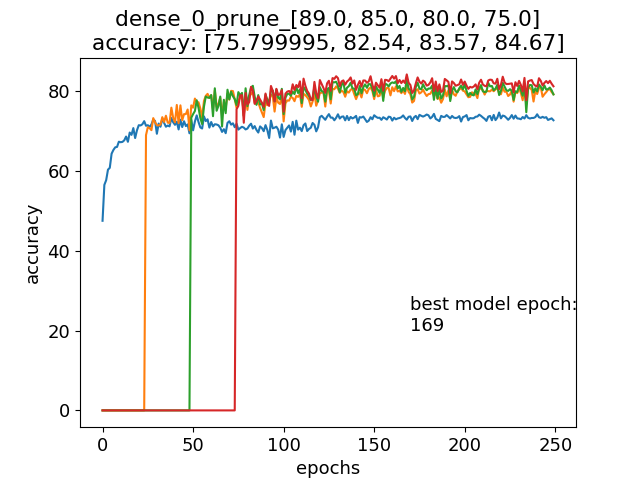 dense_0_prune_[89.0, 85.0, 80.0, 75.0]
accuracy: [75.799995, 82.54, 83.57, 84.67]
80
60
40
20
0
accuracy
best model epoch:
169
0 50 100 150 200 250
epochs